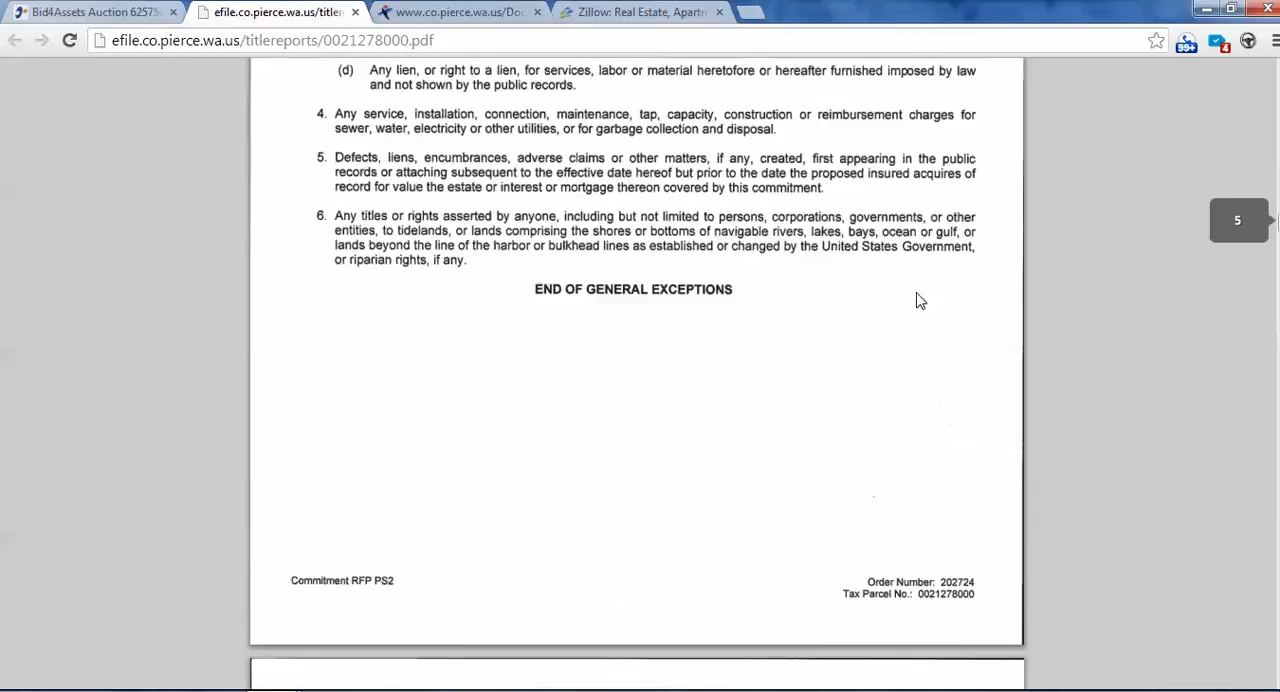 Bid4Assets Auction 62575
efile.co.pierce.wa.us/titler
www.co.pierce.wa.us/Doc
Zillow: Real Estate, Apartm
efile.co.pierce.wa.us/titlereports/0021278000.pdf
99+
4
(d) Any lien, or right to a lien, for services, labor or material heretofore or hereafter furnished imposed by law
and not shown by the public records.
4. Any service, installation, connection, maintenance, tap, capacity, construction or reimbursement charges for
sewer, water, electricity or other utilities, or for garbage collection and disposal.
5. Defects, liens, encumbrances, adverse claims or other matters, if any, created, first appearing in the public
records or attaching subsequent to the effective date hereof but prior to the date the proposed insured acquires of
record for value the estate or interest or mortgage thereon covered by this commitment.
6. Any titles or rights asserted by anyone, including but not limited to persons, corporations, governments, or other
entities, to tidelands, or lands comprising the shores or bottoms of navigable rivers, lakes, bays, ocean or gulf, or
lands beyond the line of the harbor or bulkhead lines as established or changed by the United States Government,
or riparian rights, if any.
5
END OF GENERAL EXCEPTIONS
Commitment RFP PS2
Order Number: 202724
Tax Parcel No.: 0021278000